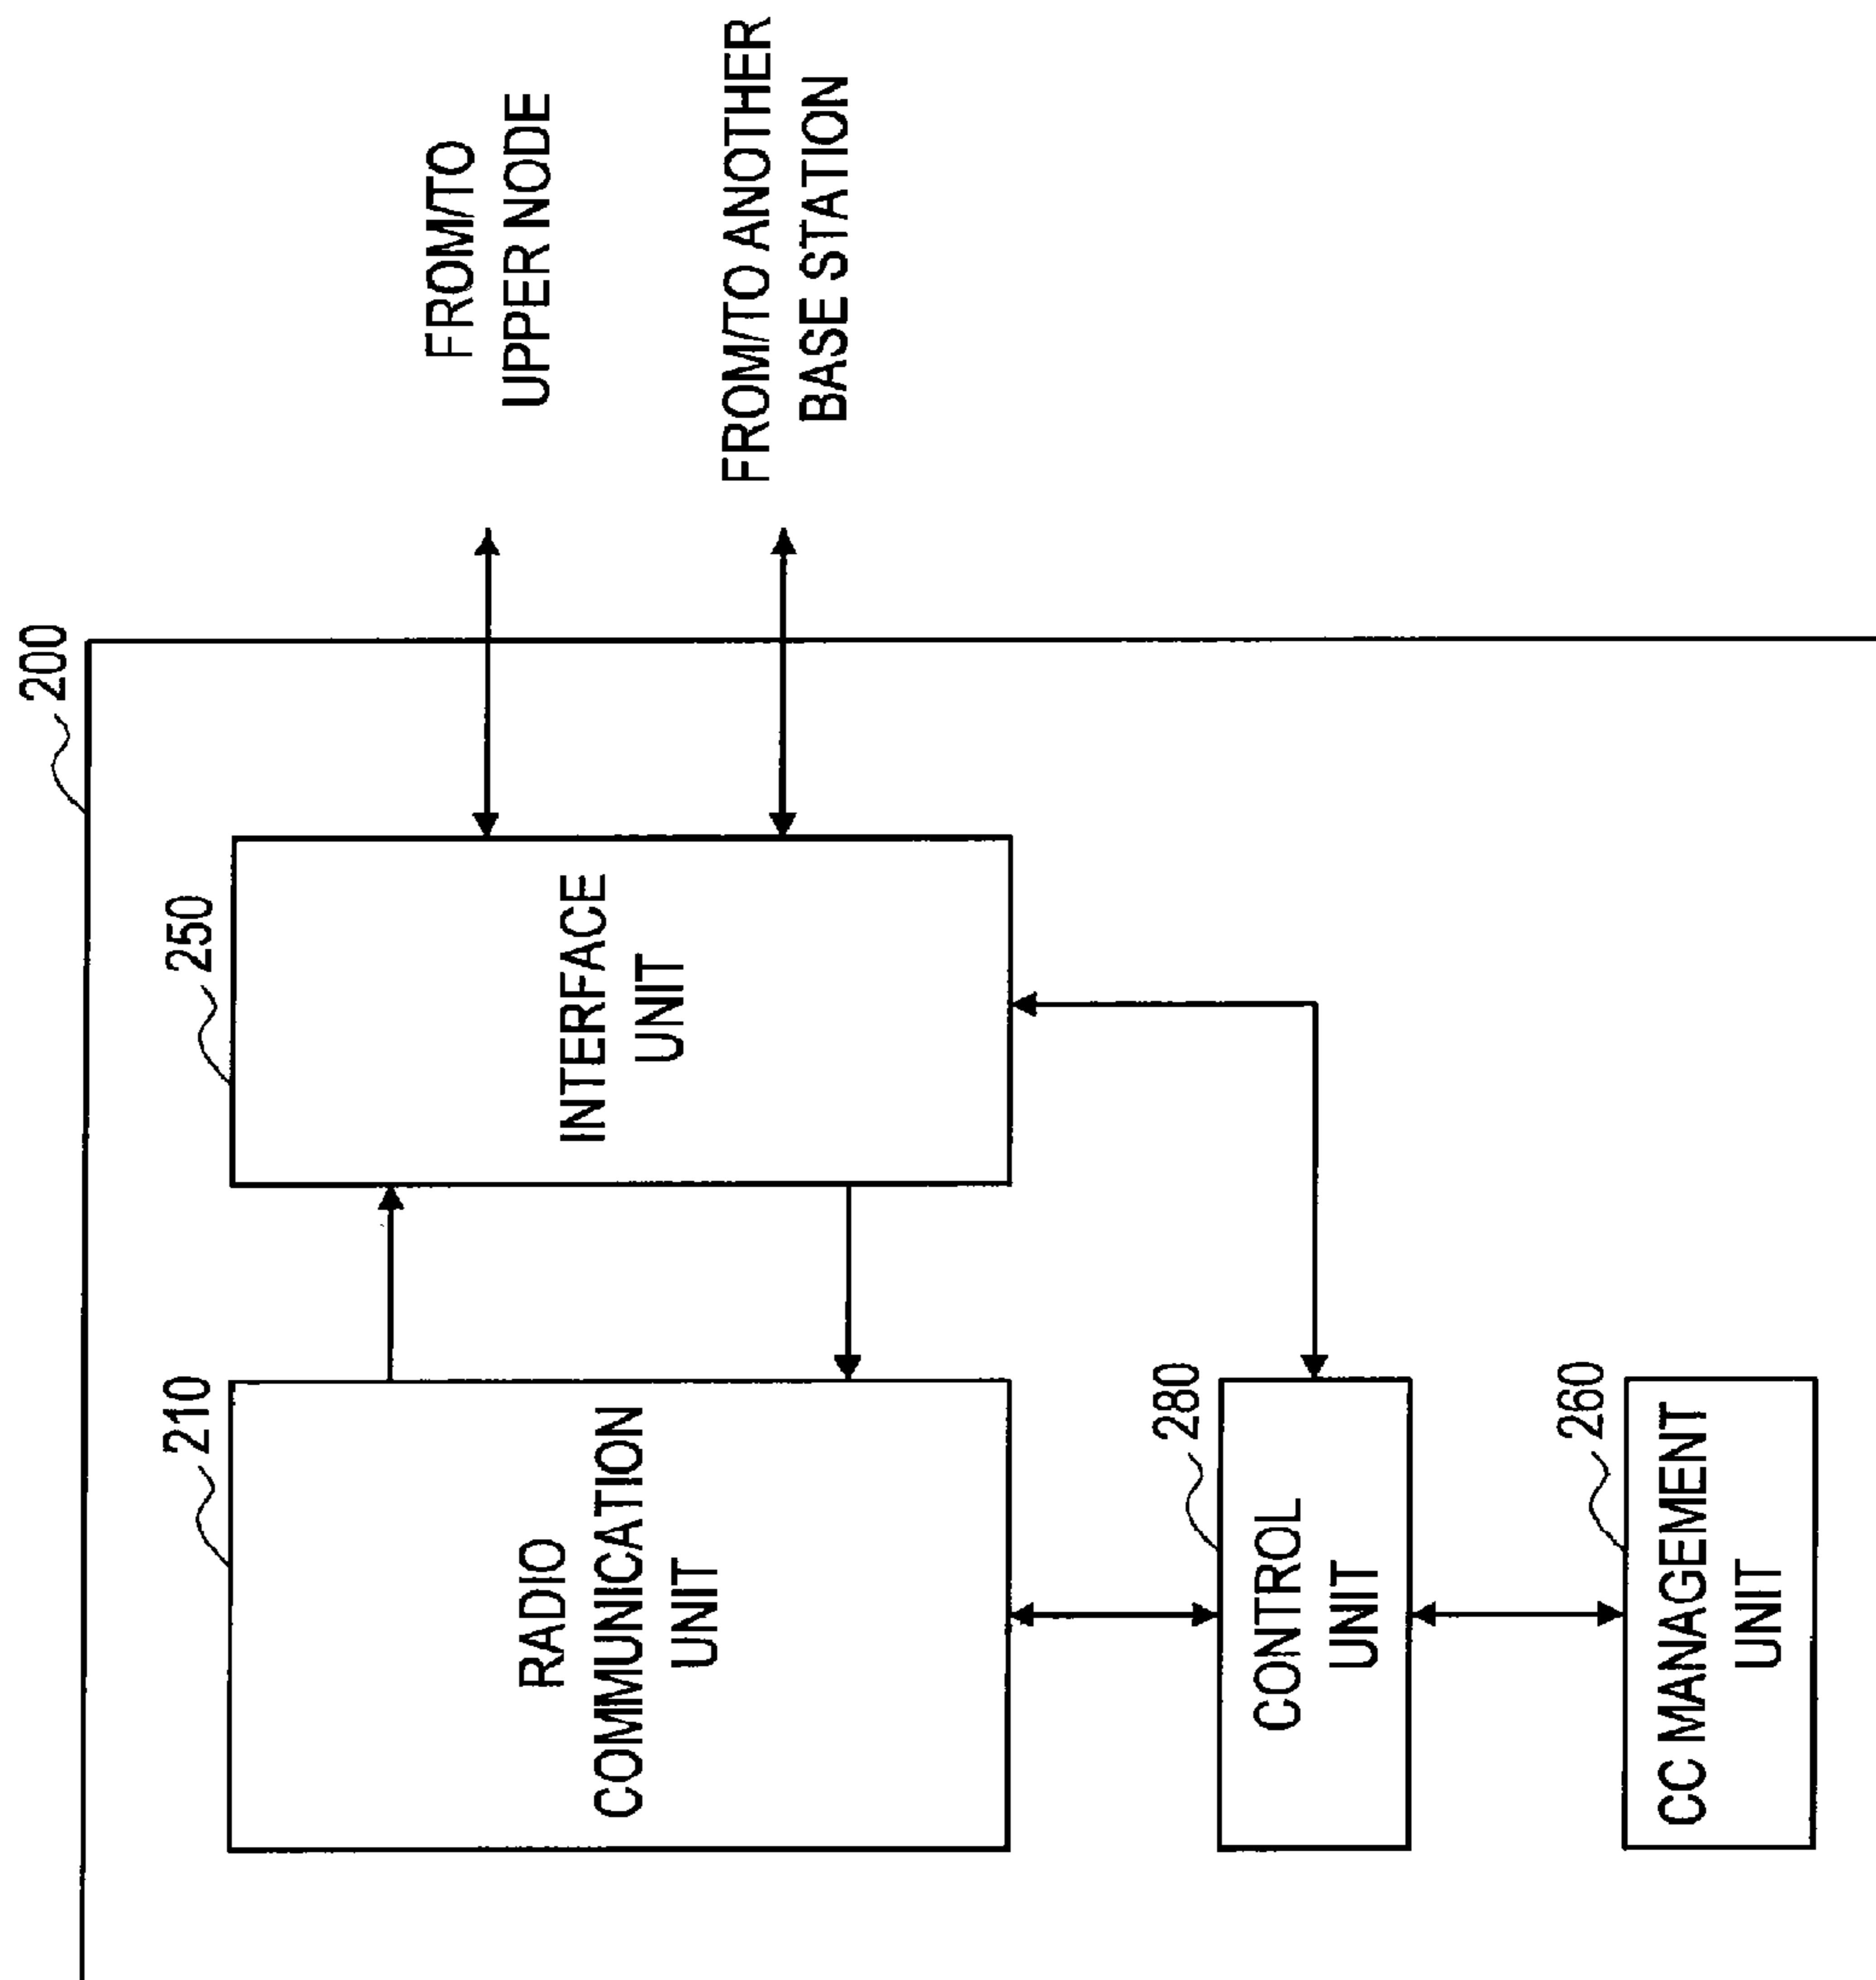 200
210
RADIO
COMMUNICATION
UNIT
250
INTERFACE
UNIT
FROM/TO
UPPER NODE
FROM/TO ANOTHER
BASE STATION
280
CONTROL
UNIT
260
CC MANAGEMENT
UNIT